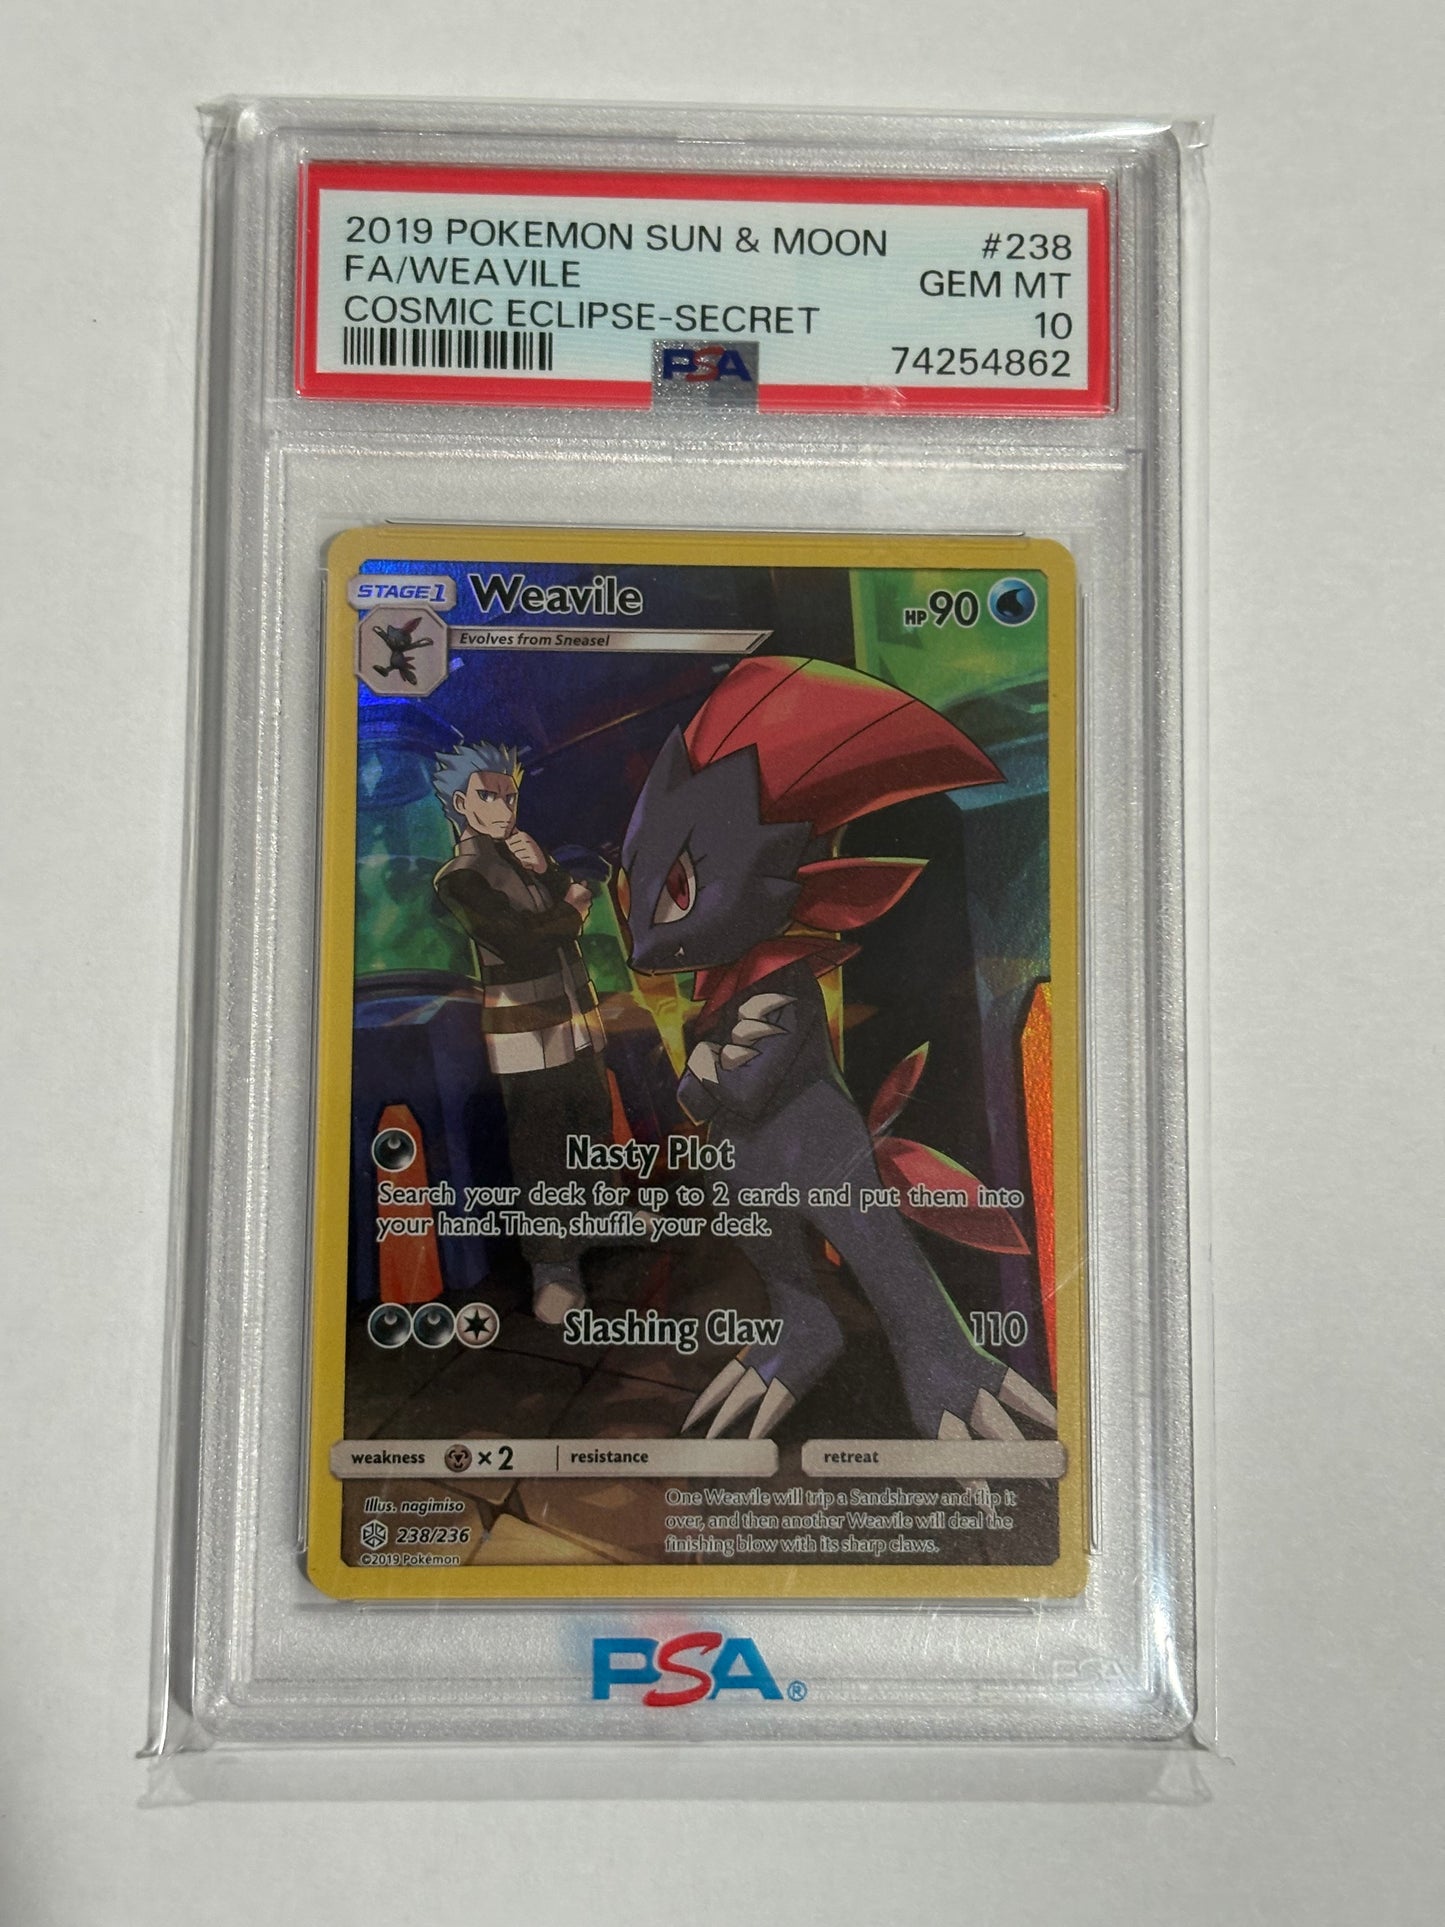 2019 POKEMON SUN & MOON #238
FA/WEAVILE GEM MT
COSMIC ECLIPSE-SECRET 10
74254862
PSA
STAGE 1 Weavile HP 90
Evolves from Sneasel
Nasty Plot
Search your deck for up to 2 cards and put them into
your hand. Then, shuffle your deck.
Slashing Claw 110
weakness × 2 resistance retreat
Illus. nagimiso
238/236
©2019 Pokémon
One Weavile will trip a Sandshrew and flip it
over, and then another Weavile will deal the
finishing blow with its sharp claws.
PSA®
PSA